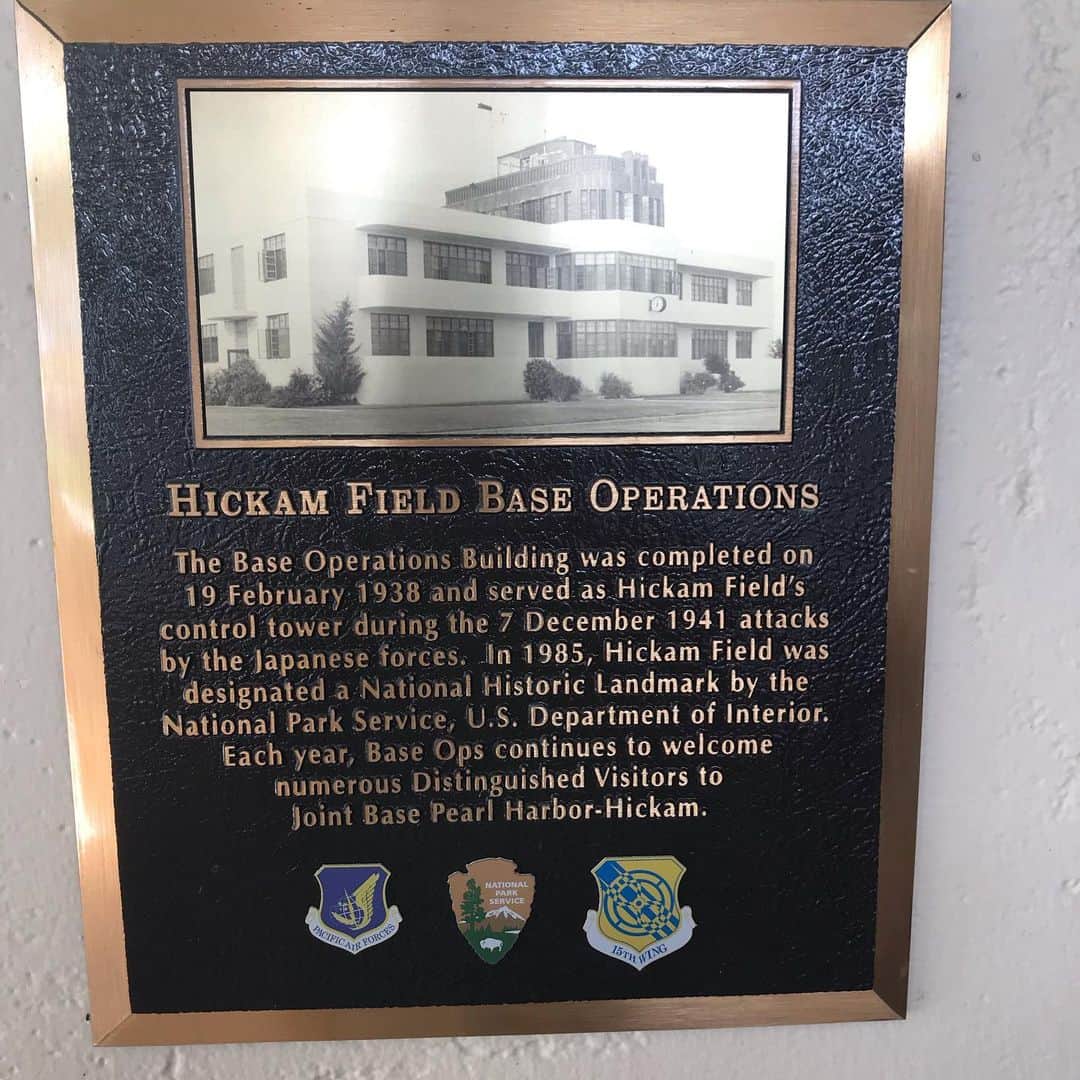 HICKAM FIELD BASE OPERATIONS
The Base Operations Building was completed on
19 February 1938 and served as Hickam Field's
control tower during the 7 December 1941 attacks
by the Japanese forces. In 1985, Hickam Field was
designated a National Historic Landmark by the
National Park Service, U.S. Department of Interior.
Each year, Base Ops continues to welcome
numerous Distinguished Visitors to
Joint Base Pearl Harbor-Hickam.
PACIFIC AIR FORCES
NATIONAL
PARK
SERVICE
15TH WING